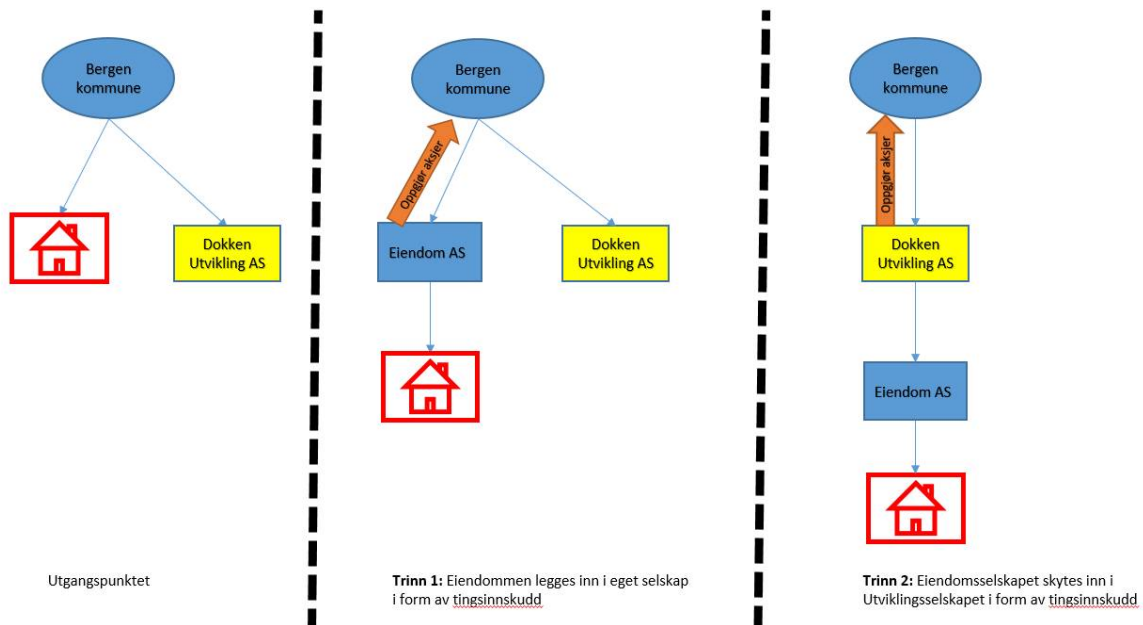 Bergen
kommune
Dokken
Utvikling AS
Utgangspunktet
Bergen
kommune
Oppgjør aksjer
Eiendom AS
Dokken
Utvikling AS
Trinn 1: Eiendommen legges inn i eget selskap
i form av tingsinnskudd
Bergen
kommune
Oppgjør aksjer
Dokken
Utvikling AS
Eiendom AS
Trinn 2: Eiendomsselskapet skytes inn i
Utviklingsselskapet i form av tingsinnskudd